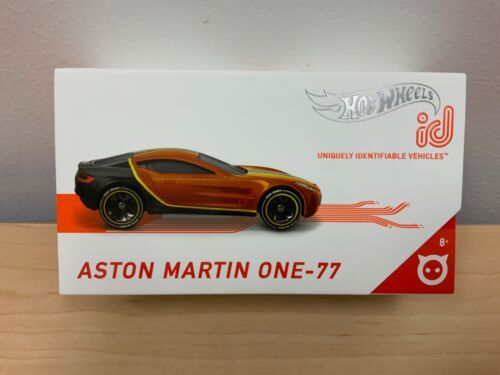 HOT WHEELS
id
UNIQUELY IDENTIFIABLE VEHICLES™
8+
ASTON MARTIN ONE-77